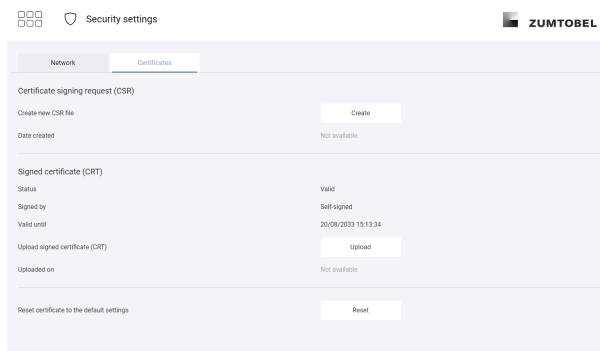 Security settings
ZUMTOBEL
Network
Certificates
Certificate signing request (CSR)
Create new CSR file
Create
Date created
Not available
Signed certificate (CRT)
Status
Valid
Signed by
Self-signed
Valid until
20/08/2033 15:13:34
Upload signed certificate (CRT)
Upload
Uploaded on
Not available
Reset certificate to the default settings
Reset